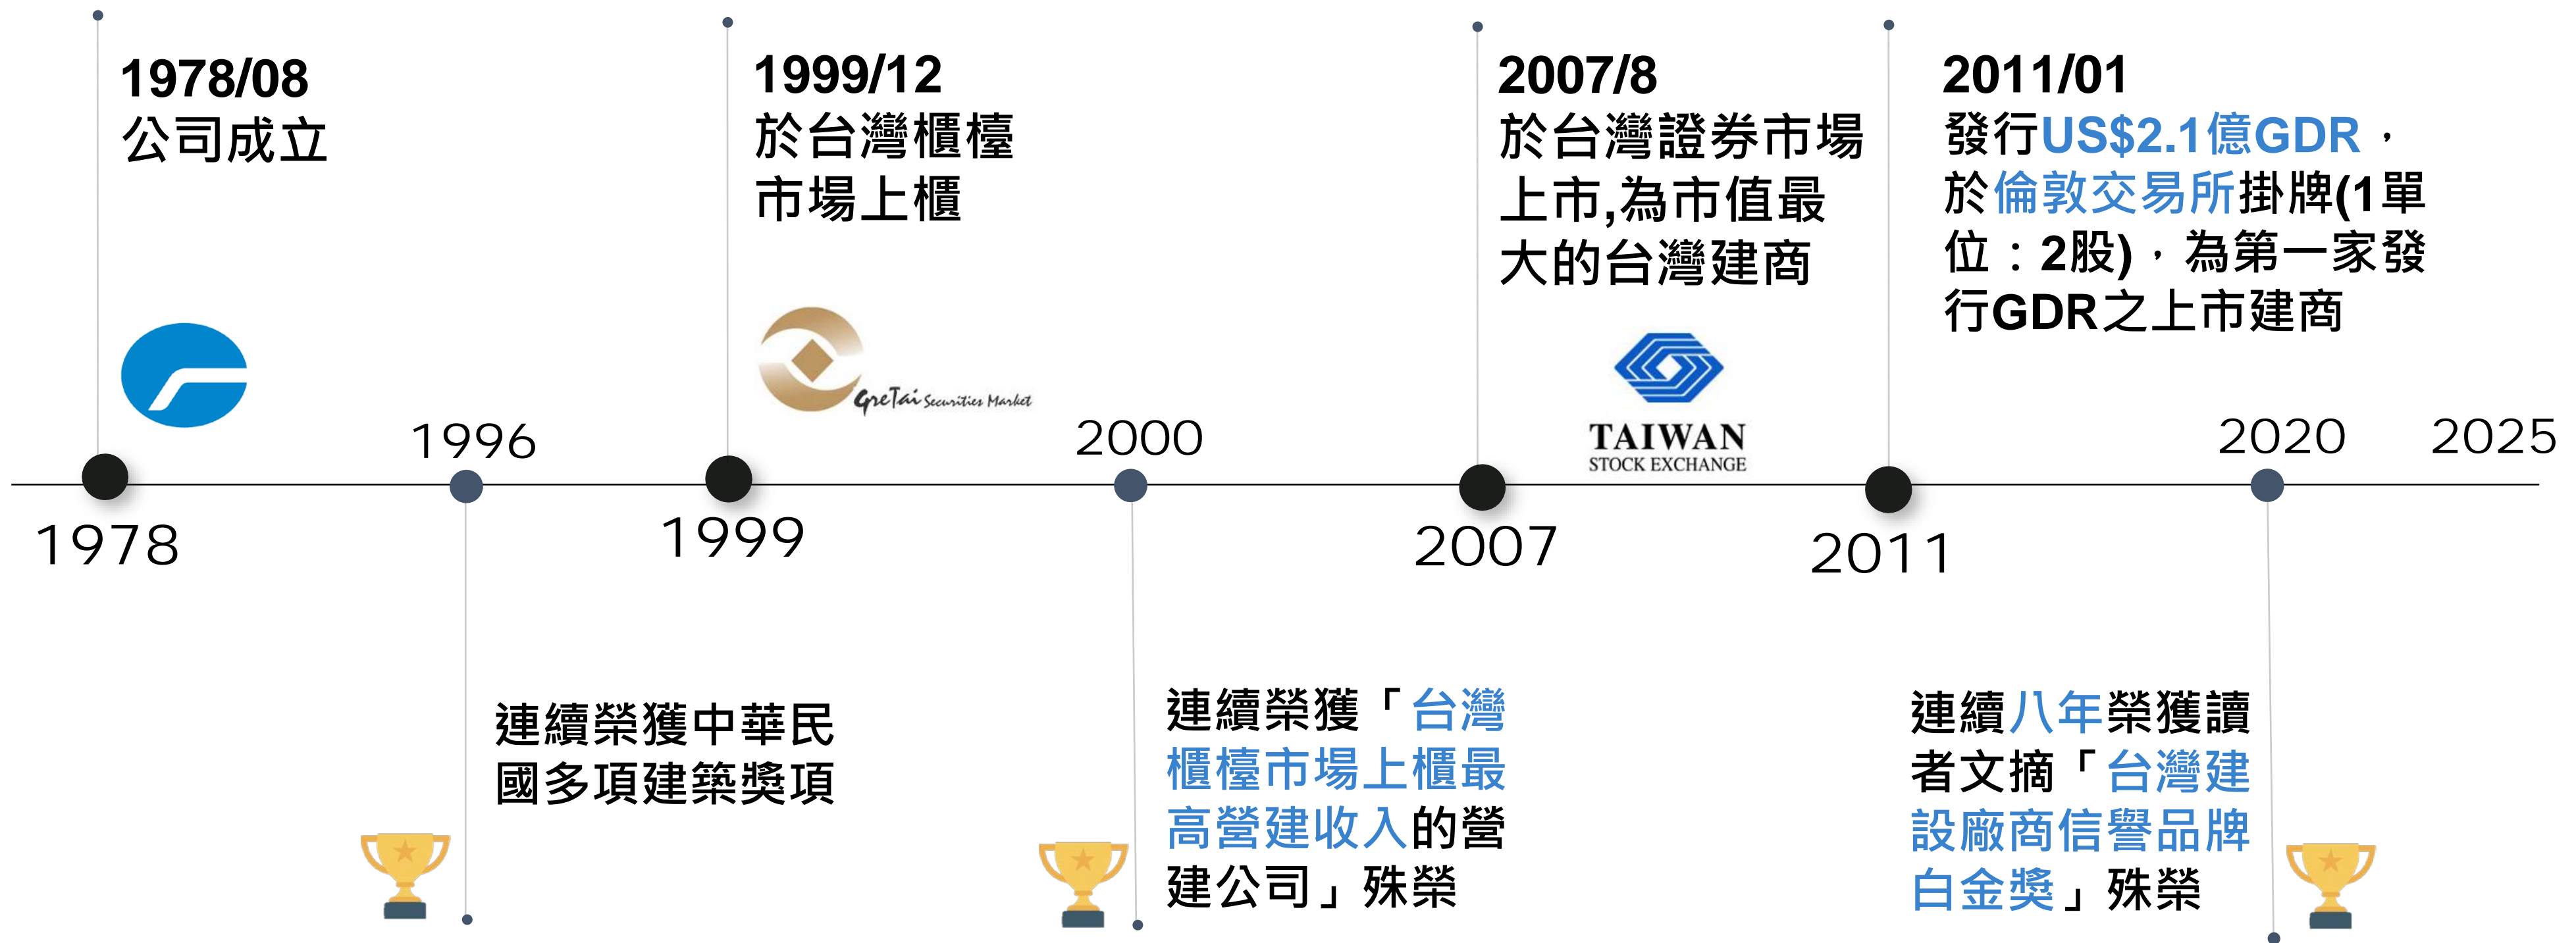 1978/08
公司成立
1999/12
於台灣櫃檯
市場上櫃
GreTai Securities Market
2007/8
於台灣證券市場
上市,為市值最
大的台灣建商
TAIWAN
STOCK EXCHANGE
2011/01
發行US$2.1億GDR，
於倫敦交易所掛牌(1單
位：2股)，為第一家發
行GDR之上市建商
1978
1996
1999
2000
2007
2011
2020
2025
連續榮獲中華民
國多項建築獎項
連續榮獲「台灣
櫃檯市場上櫃最
高營建收入的營
建公司」殊榮
連續八年榮獲讀
者文摘「台灣建
設廠商信譽品牌
白金獎」殊榮